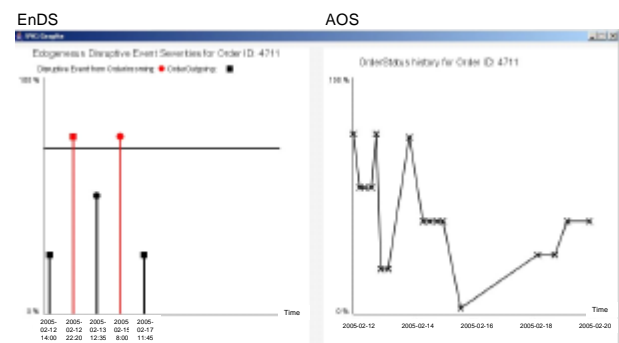 EnDS
AOS
Edogeneous Disruptive Event Severities for Order ID: 4711
Disruptive Event from OrderIncoming: OrderOutgoing:
100 %
0 %
Time
2005-02-12 14:00
2005-02-12 22:20
2005-02-13 12:35
2005-02-15 8:00
2005-02-17 11:45
OrderStatus history for Order ID: 4711
100 %
0 %
Time
2005-02-12
2005-02-14
2005-02-16
2005-02-18
2005-02-20